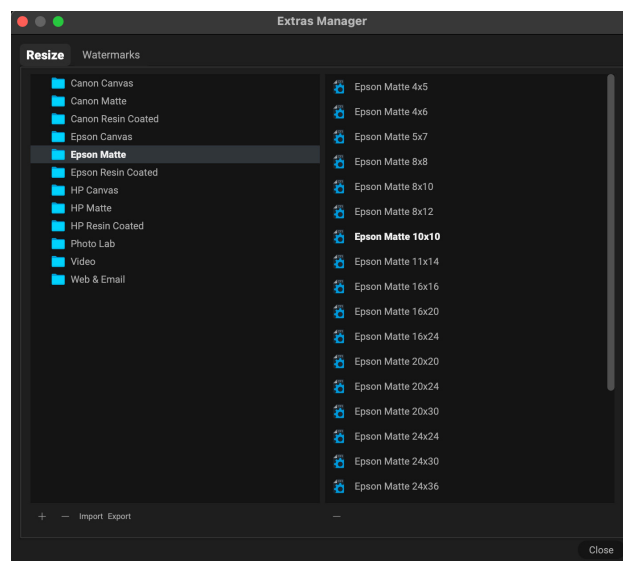 Extras Manager
Resize Watermarks
Canon Canvas
Canon Matte
Canon Resin Coated
Epson Canvas
Epson Matte
Epson Resin Coated
HP Canvas
HP Matte
HP Resin Coated
Photo Lab
Video
Web & Email
Epson Matte 4x5
Epson Matte 4x6
Epson Matte 5x7
Epson Matte 8x8
Epson Matte 8x10
Epson Matte 8x12
Epson Matte 10x10
Epson Matte 11x14
Epson Matte 16x16
Epson Matte 16x20
Epson Matte 16x24
Epson Matte 20x20
Epson Matte 20x24
Epson Matte 20x30
Epson Matte 24x24
Epson Matte 24x30
Epson Matte 24x36
+ − Import Export −
Close